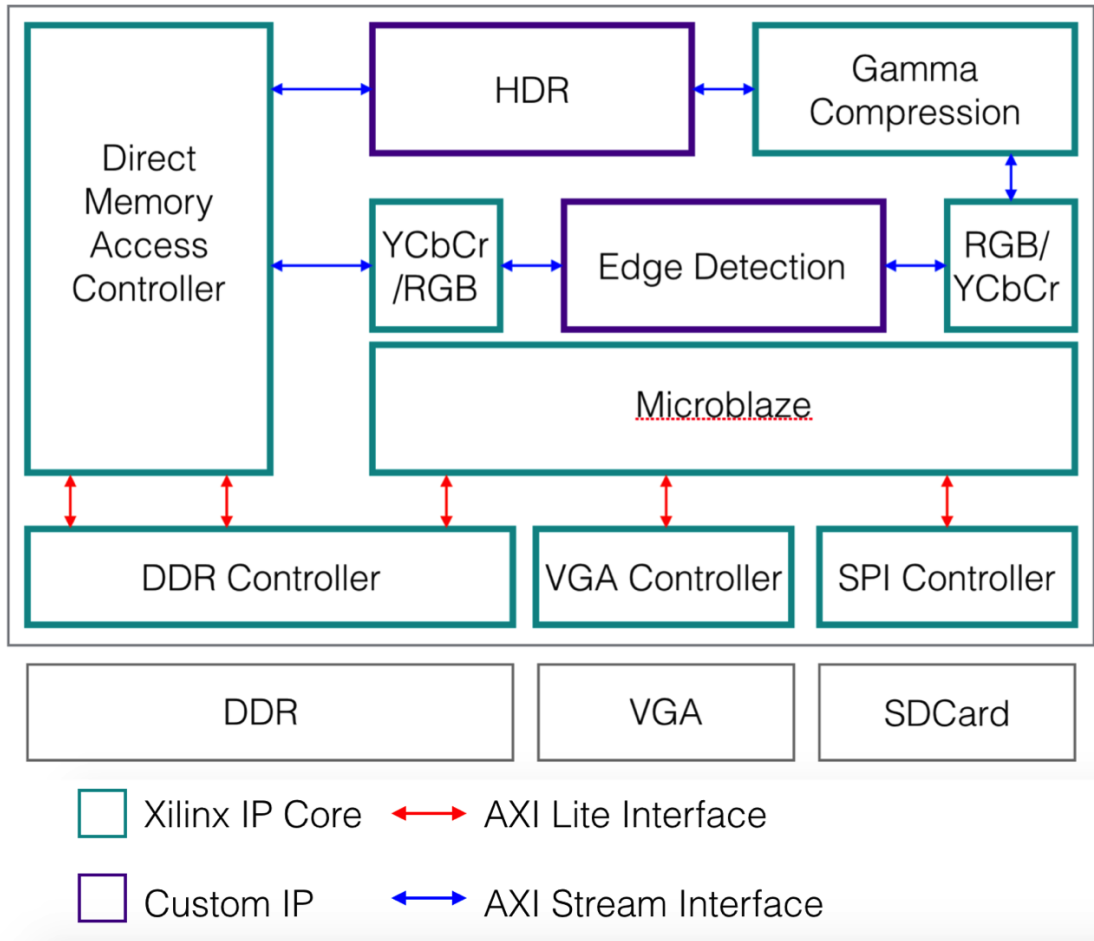 Direct
Memory
Access
Controller
HDR
Gamma
Compression
YCbCr
/RGB
Edge Detection
RGB/
YCbCr
Microblaze
DDR Controller
VGA Controller
SPI Controller
DDR
VGA
SDCard
Xilinx IP Core
AXI Lite Interface
Custom IP
AXI Stream Interface